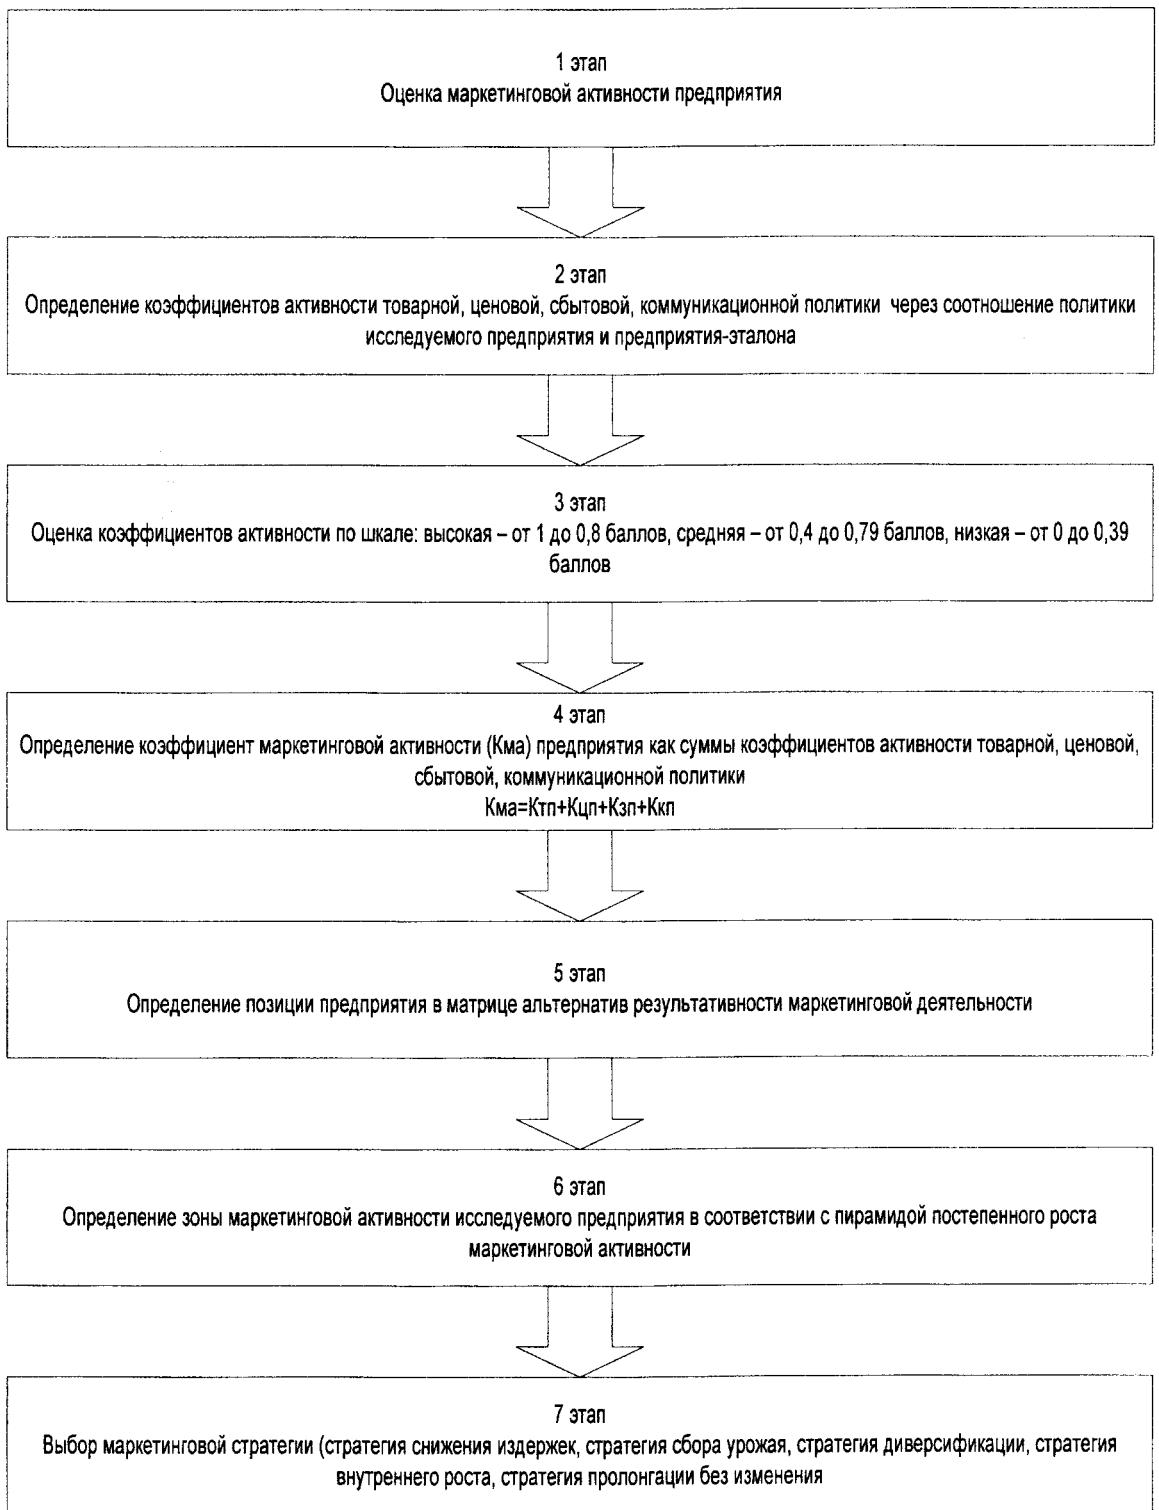 1 этап
Оценка маркетинговой активности предприятия
2 этап
Определение коэффициентов активности товарной, ценовой, сбытовой, коммуникационной политики через соотношение политики
исследуемого предприятия и предприятия-эталона
3 этап
Оценка коэффициентов активности по шкале: высокая – от 1 до 0,8 баллов, средняя – от 0,4 до 0,79 баллов, низкая – от 0 до 0,39
баллов
4 этап
Определение коэффициент маркетинговой активности (Кма) предприятия как суммы коэффициентов активности товарной, ценовой,
сбытовой, коммуникационной политики
Кма=Ктп+Кцп+Кзп+Ккп
5 этап
Определение позиции предприятия в матрице альтернатив результативности маркетинговой деятельности
6 этап
Определение зоны маркетинговой активности исследуемого предприятия в соответствии с пирамидой постепенного роста
маркетинговой активности
7 этап
Выбор маркетинговой стратегии (стратегия снижения издержек, стратегия сбора урожая, стратегия диверсификации, стратегия
внутреннего роста, стратегия пролонгации без изменения